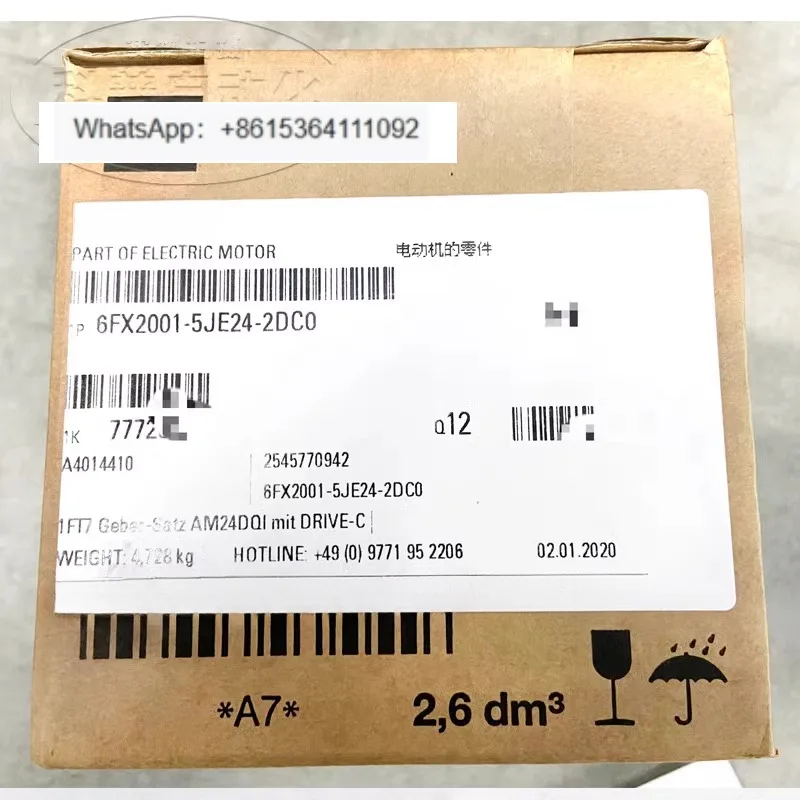 WhatsApp: +8615364111092
PART OF ELECTRIC MOTOR 电动机的零件
1P 6FX2001-5JE24-2DC0
1K 7772
Q12
A4014410 2545770942
6FX2001-5JE24-2DC0
1FT7 Geber-Satz AM24DQI mit DRIVE-C
WEIGHT: 4,728 kg HOTLINE: +49 (0) 9771 95 2206 02.01.2020
*A7* 2,6 dm³